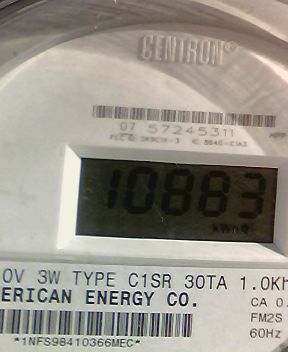 CENTRON®
07 57245311
10883
kWh
0V 3W TYPE C1SR 30TA 1.0Kh
ERICAN ENERGY CO. CA 0.
FM2S
60Hz
*1NFS98410366MEC*